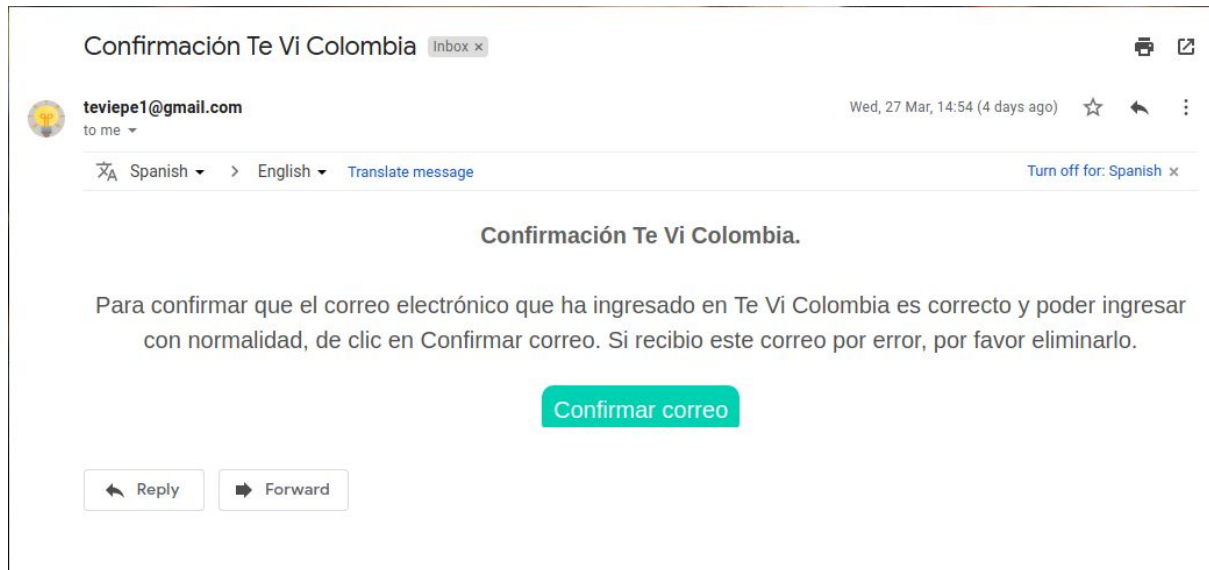 Confirmación Te Vi Colombia Inbox ×
teviepe1@gmail.com Wed, 27 Mar, 14:54 (4 days ago)
to me
Spanish > English Translate message Turn off for: Spanish ×
Confirmación Te Vi Colombia.
Para confirmar que el correo electrónico que ha ingresado en Te Vi Colombia es correcto y poder ingresar
con normalidad, de clic en Confirmar correo. Si recibio este correo por error, por favor eliminarlo.
Confirmar correo
Reply Forward